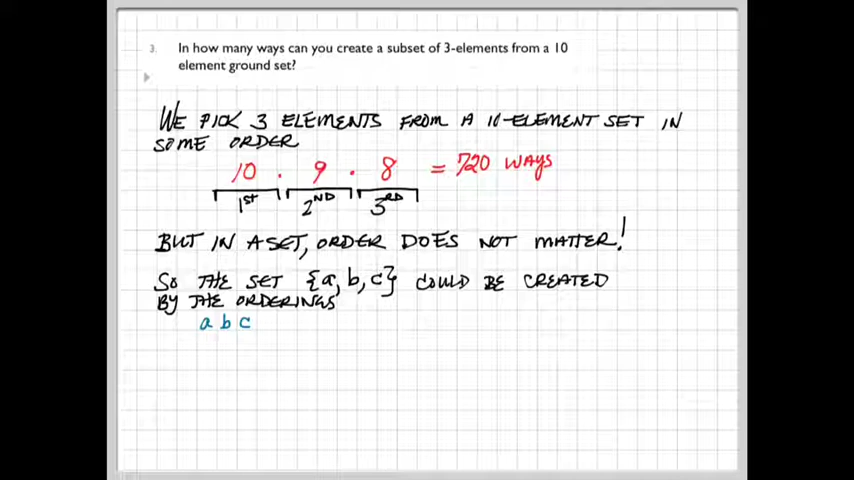 3. In how many ways can you create a subset of 3-elements from a 10
element ground set?
WE PICK 3 ELEMENTS FROM A 10-ELEMENT SET IN
SOME ORDER
10 · 9 · 8 = 720 WAYS
1ST 2ND 3RD
BUT IN A SET, ORDER DOES NOT MATTER!
SO THE SET {a, b, c} COULD BE CREATED
BY THE ORDERINGS
a b c